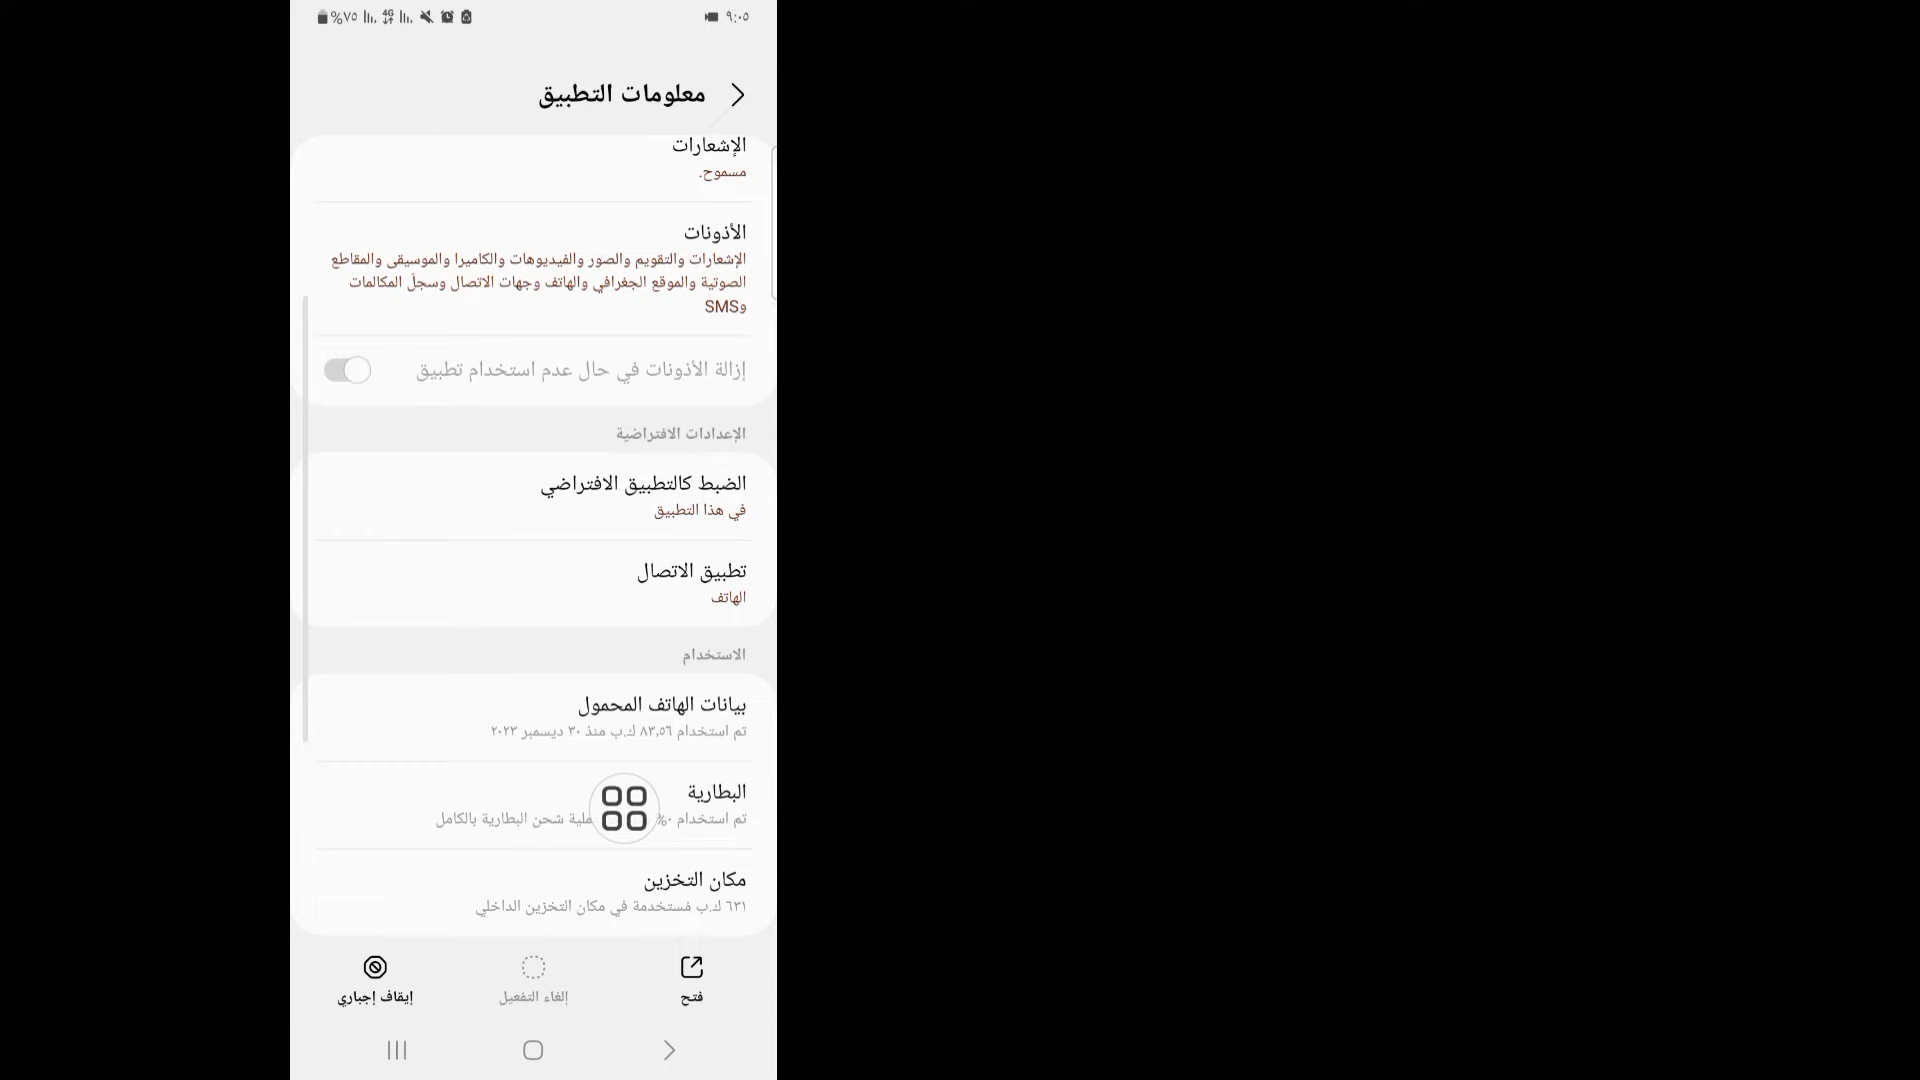 ٩:٠٥
%٧٥ 4G
معلومات التطبيق
الإشعارات
مسموح.
الأذونات
الإشعارات والتقويم والصور والفيديوهات والكاميرا والموسيقى والمقاطع
الصوتية والموقع الجغرافي والهاتف وجهات الاتصال وسجلّ المكالمات
وSMS
إزالة الأذونات في حال عدم استخدام تطبيق
الإعدادات الافتراضية
الضبط كالتطبيق الافتراضي
في هذا التطبيق
تطبيق الاتصال
الهاتف
الاستخدام
بيانات الهاتف المحمول
تم استخدام ٨٣,٥٦ ك.ب منذ ٣٠ ديسمبر ٢٠٢٣
البطارية
تم استخدام ٠% شحن البطارية بالكامل
مكان التخزين
٦٣١ ك.ب مُستخدمة في مكان التخزين الداخلي
فتح
إلغاء التفعيل
إيقاف إجباري